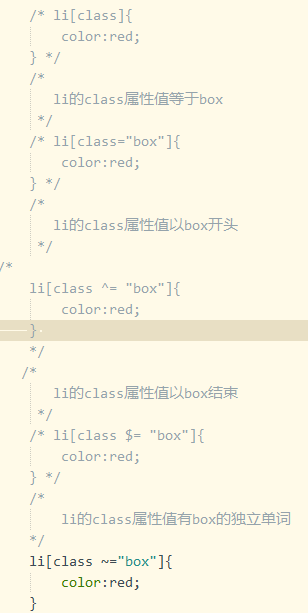 /* li[class]{
color:red;
} */
/*
li的class属性值等于box
*/
/* li[class="box"]{
color:red;
} */
/*
li的class属性值以box开头
*/
/*
li[class ^= "box"]{
color:red;
}
*/
/*
li的class属性值以box结束
*/
/* li[class $= "box"]{
color:red;
} */
/*
li的class属性值有box的独立单词
*/
li[class ~="box"]{
color:red;
}